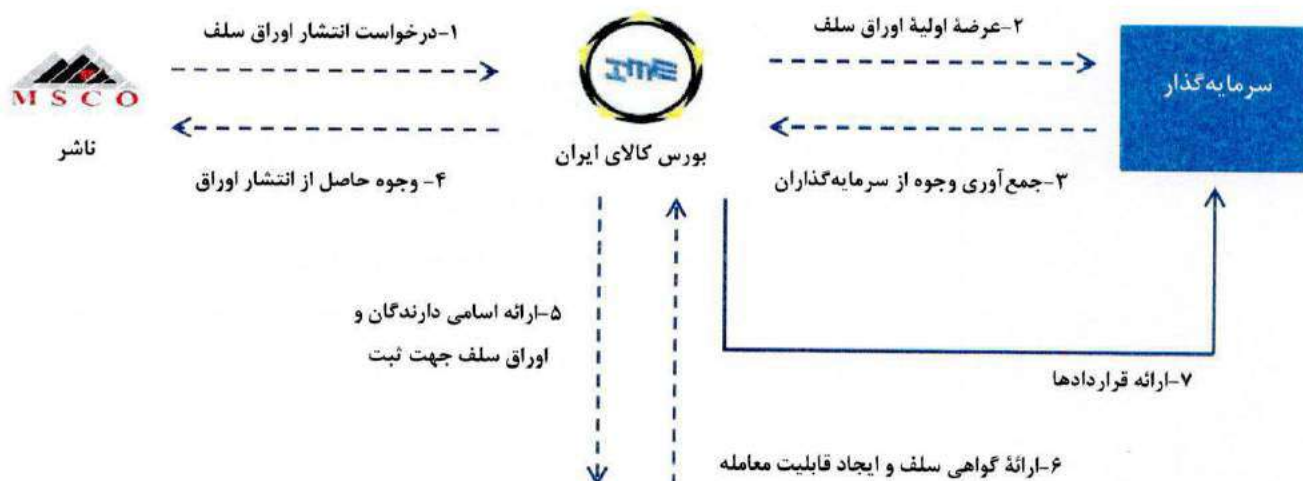 ۱-درخواست انتشار اوراق سلف
۲-عرضهٔ اولیهٔ اوراق سلف
IME
سرمایه‌گذار
MSCO
ناشر
بورس کالای ایران
۴- وجوه حاصل از انتشار اوراق
۳-جمع‌آوری وجوه از سرمایه‌گذاران
۵-ارائه اسامی دارندگان و
اوراق سلف جهت ثبت
۷-ارائه قراردادها
۶-ارائهٔ گواهی سلف و ایجاد قابلیت معامله